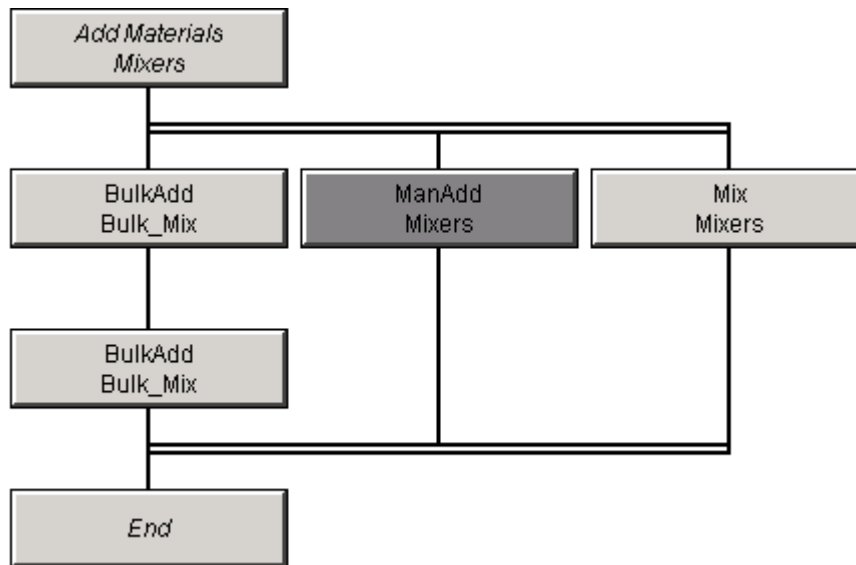 Add Materials
Mixers
BulkAdd
Bulk_Mix
ManAdd
Mixers
Mix
Mixers
BulkAdd
Bulk_Mix
End